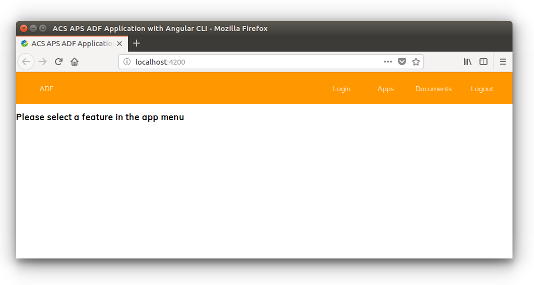 ACS APS ADF Application with Angular CLI - Mozilla Firefox
ACS APS ADF Application
localhost:4200
ADF Login Apps Documents Logout
Please select a feature in the app menu